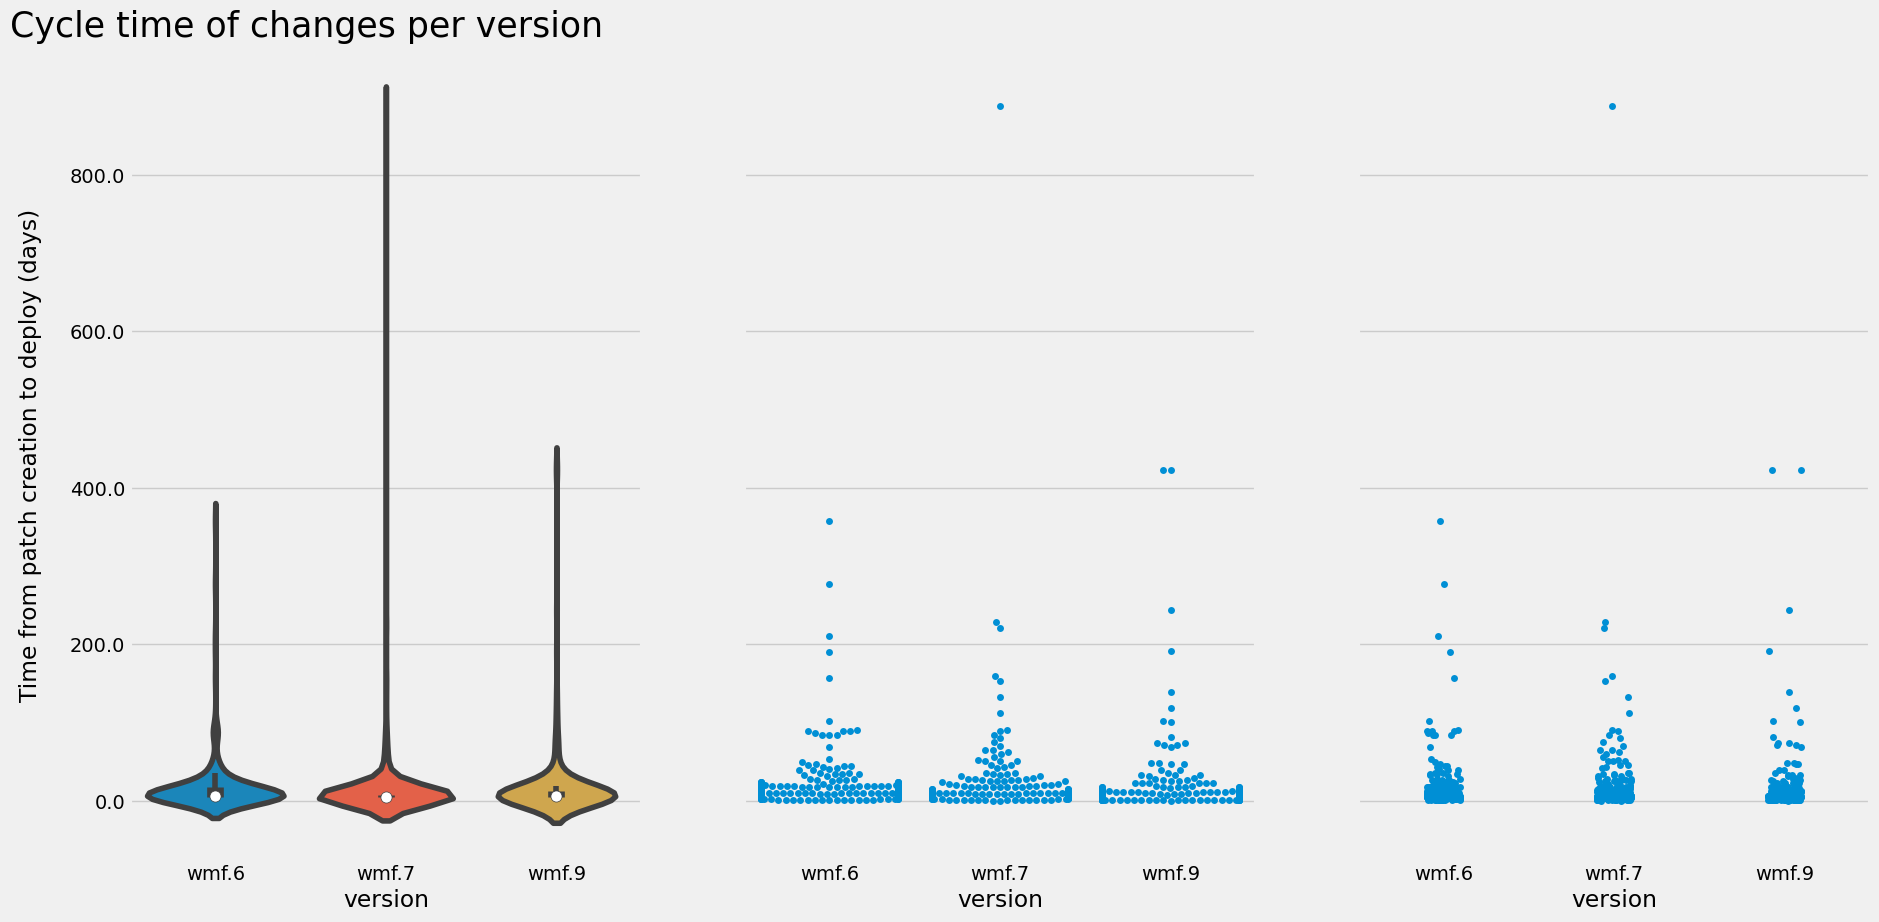 Cycle time of changes per version
Time from patch creation to deploy (days)
800.0
600.0
400.0
200.0
0.0
wmf.6 wmf.7 wmf.9
version
wmf.6 wmf.7 wmf.9
version
wmf.6 wmf.7 wmf.9
version